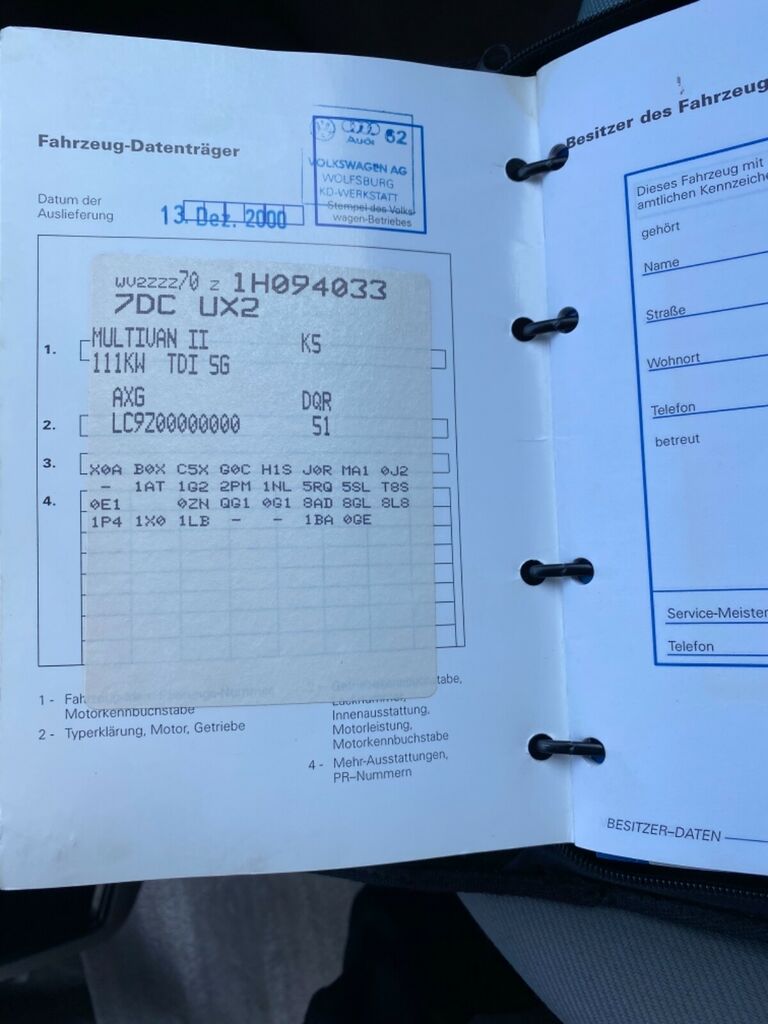 Fahrzeug-Datenträger
Audi 62
VOLKSWAGEN AG
WOLFSBURG
KD-WERKSTATT
Stempel des Volks-
wagen-Betriebes
Datum der
Auslieferung
13. Dez. 2000
WV2ZZZ70 Z 1H094033
7DC UX2
1.
MULTIVAN II K5
111KW TDI 5G
AXG DQR
2.
LC9Z00000000 51
3.
X0A B0X C5X G0C H1S J0R MA1 0J2
- 1AT 1G2 2PM 1NL 5RQ 5SL T8S
4.
0E1 0ZN QG1 0G1 8AD 8GL 8L8
1P4 1X0 1LB - - 1BA 0GE
1 - Fahrzeug-Ident-Nummer
Motorkennbuchstabe
2 - Typerklärung, Motor, Getriebe
Lacknummer,
Innenausstattung,
Motorleistung,
Motorkennbuchstabe
4 - Mehr-Ausstattungen,
PR-Nummern
Besitzer des Fahrzeug
Dieses Fahrzeug mit
amtlichen Kennzeiche
gehört
Name
Straße
Wohnort
Telefon
betreut
Service-Meister
Telefon
BESITZER-DATEN